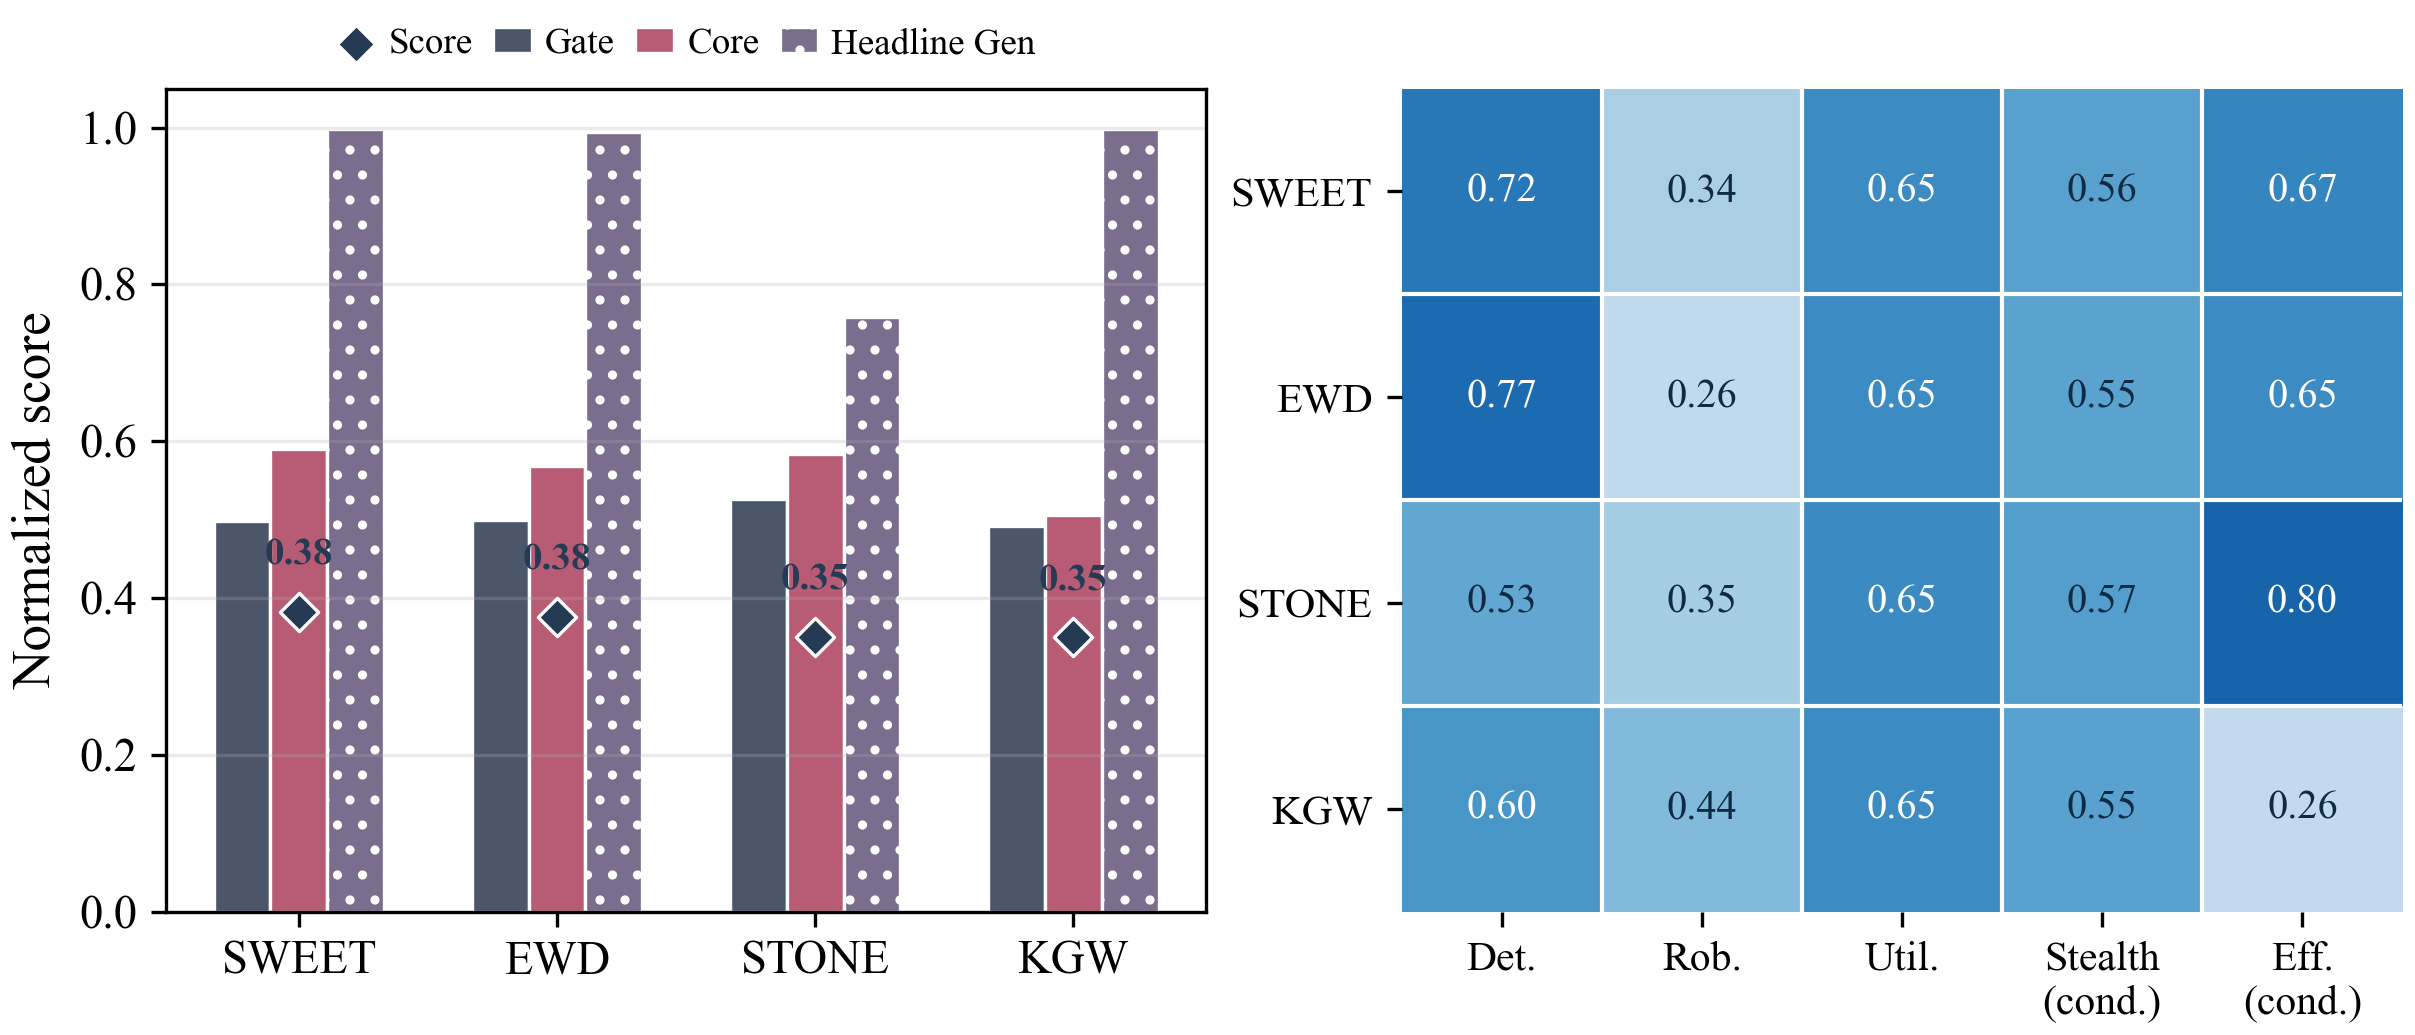 Score Gate Core Headline Gen
Normalized score
1.0
0.8
0.6
0.4
0.2
0.0
0.38
0.38
0.35
0.35
SWEET EWD STONE KGW
SWEET 0.72 0.34 0.65 0.56 0.67
EWD 0.77 0.26 0.65 0.55 0.65
STONE 0.53 0.35 0.65 0.57 0.80
KGW 0.60 0.44 0.65 0.55 0.26
Det. Rob. Util. Stealth Eff.
(cond.) (cond.)